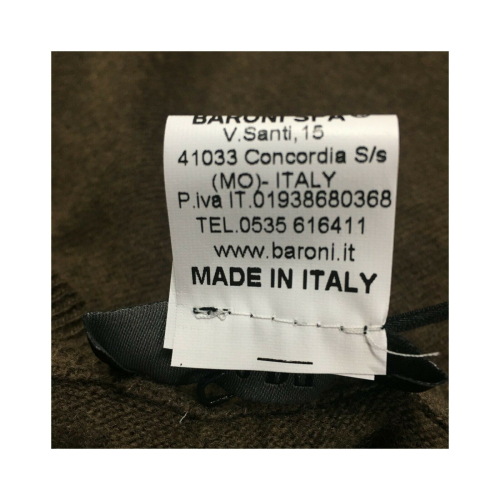 BARONI SPA®
V.Santi,15
41033 Concordia S/s
(MO)- ITALY
P.iva IT.01938680368
TEL.0535 616411
www.baroni.it
MADE IN ITALY